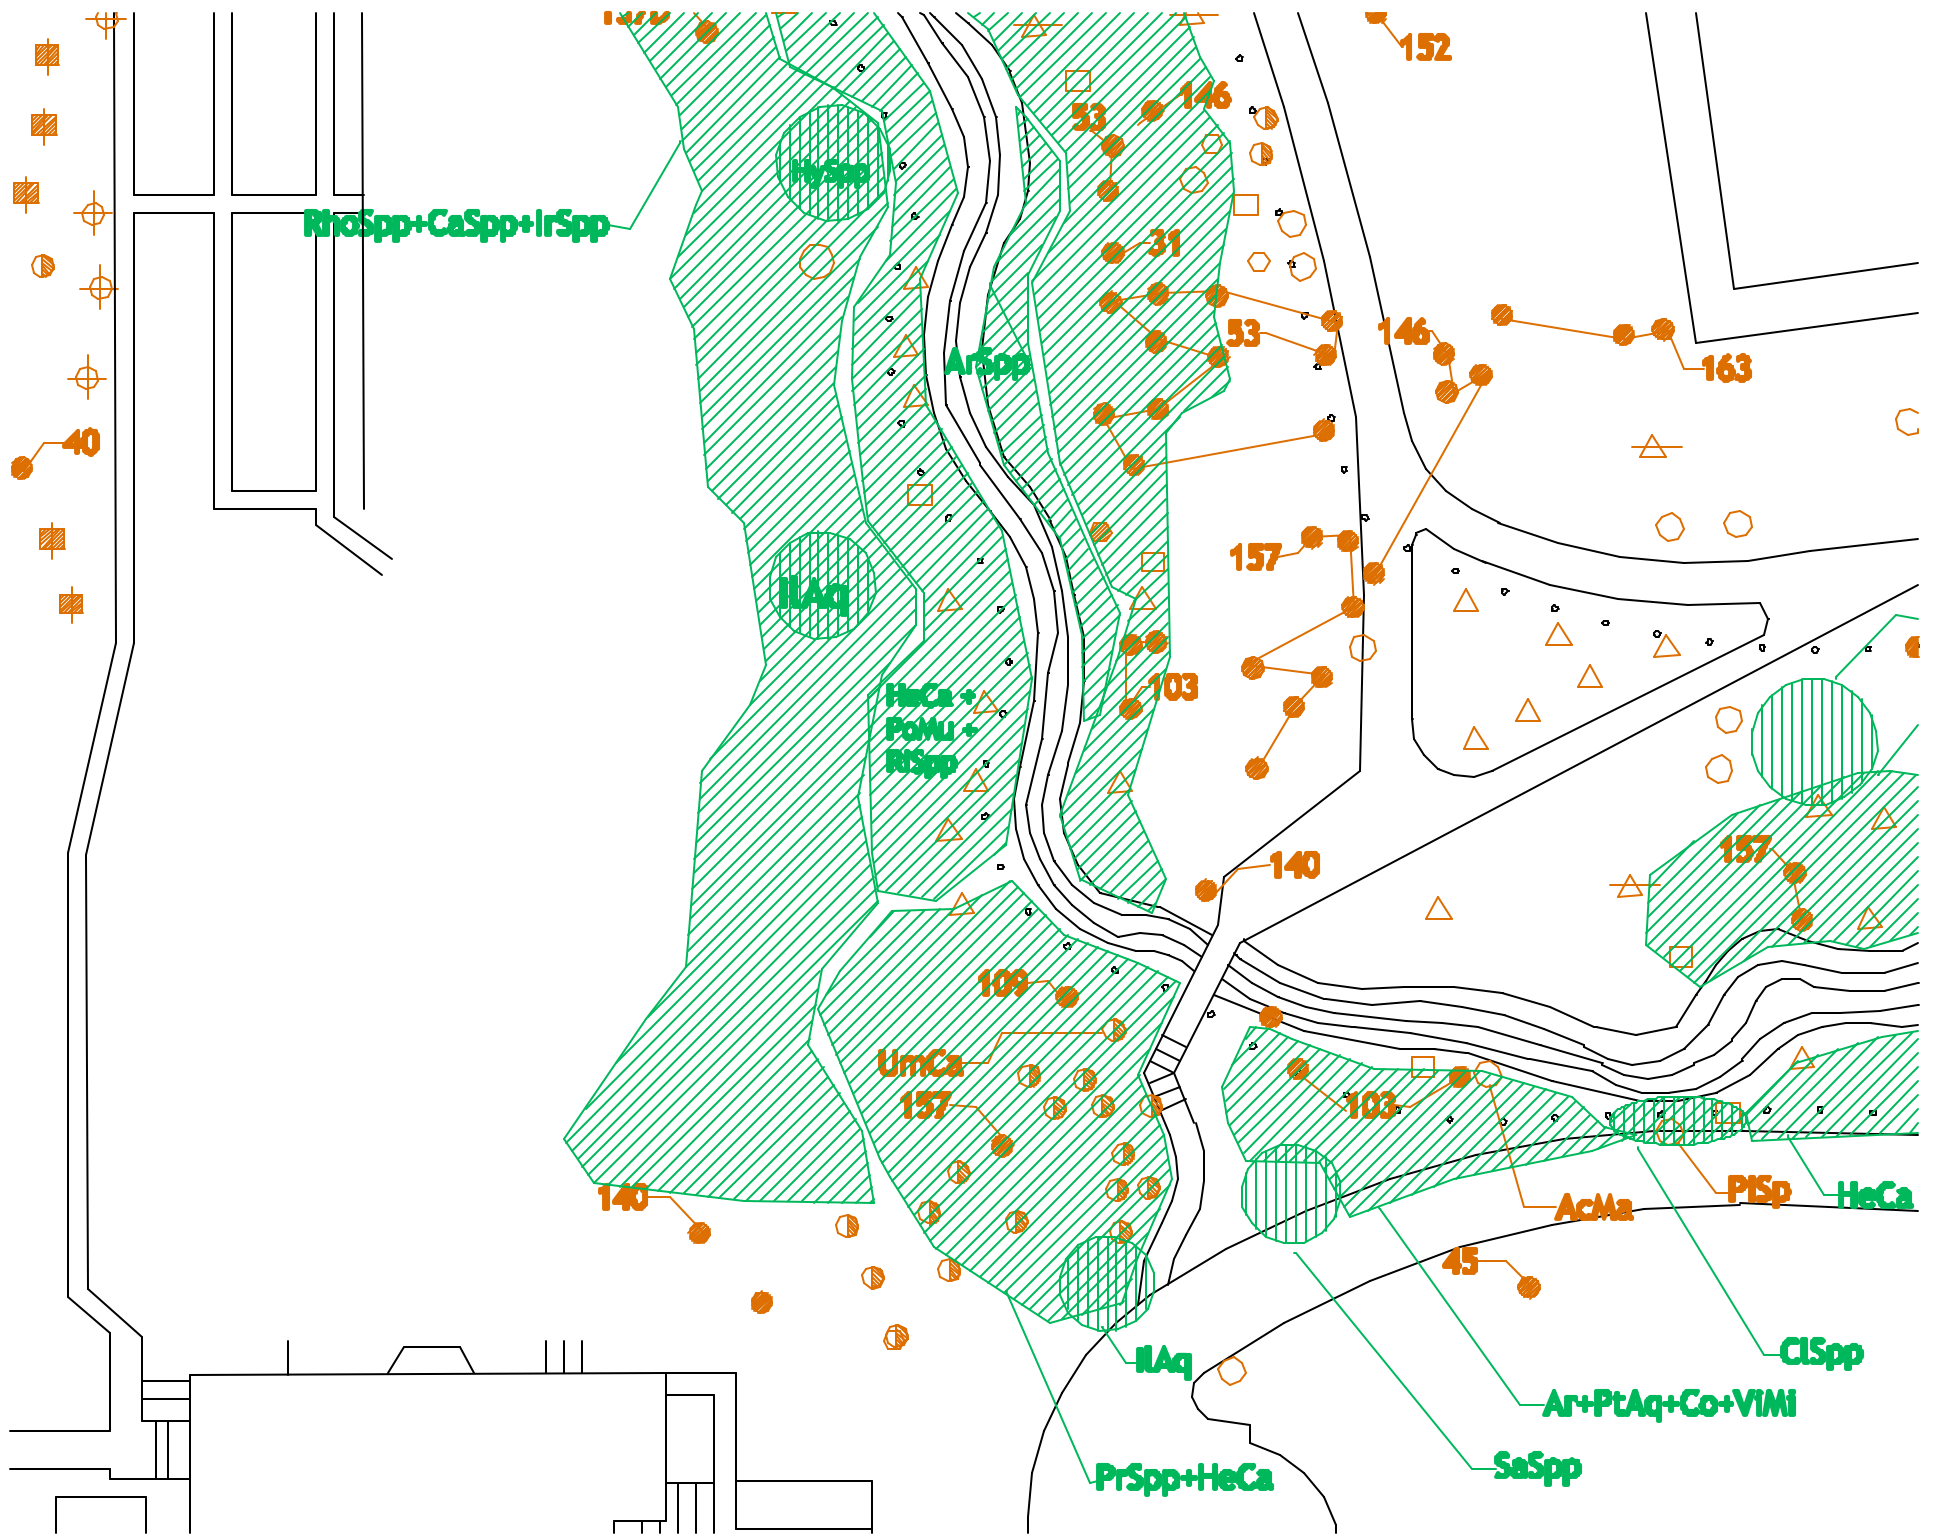 152
146
53
HySpp
RhoSpp+CaSpp+IrSpp
31
53
146
163
ArSpp
40
157
IlAq
103
HeCa +
PoMu +
RiSpp
157
140
109
UmCa
157
103
140
AcMa
PiSp
HeCa
45
IlAq
ClSpp
Ar+PtAq+Co+ViMi
SaSpp
PrSpp+HeCa